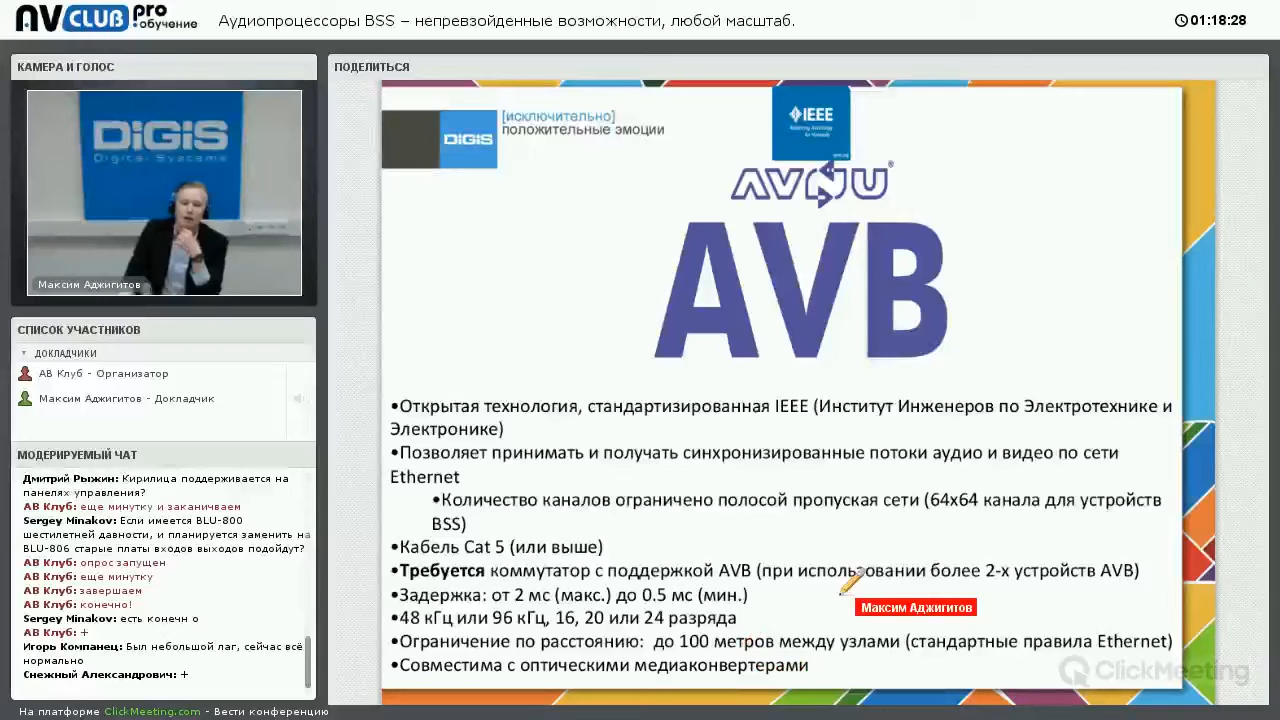 AVCLUB pro обучение
Аудиопроцессоры BSS – непревзойденные возможности, любой масштаб.
01:18:28
КАМЕРА И ГОЛОС
DIGIS
Digital Systems
Максим Аджигитов
СПИСОК УЧАСТНИКОВ
ДОКЛАДЧИКИ
АВ Клуб - Организатор
Максим Аджигитов - Докладчик
МОДЕРИРУЕМЫЙ ЧАТ
Дмитрий Рыжин: Кирилица поддерживается на
панелях управления?
АВ Клуб: еще минутку и заканичваем
Sergey Minakov: Если имеется BLU-800
шестилетней давности, и планируется заменить на
BLU-806 старые платы входов выходов подойдут?
АВ Клуб: опрос запущен
АВ Клуб: еще минутку
АВ Клуб: завершаем
АВ Клуб: конечно!
Sergey Minakov: есть конечн о
АВ Клуб: +
Игорь Компанец: Был небольшой лаг, сейчас всё
нормально
Снежный Александрович: +
На платформе ClickMeeting.com - Вести конференцию
ПОДЕЛИТЬСЯ
DIGIS
[исключительно]
положительные эмоции
IEEE
AVNU®
AVB
•Открытая технология, стандартизированная IEEE (Институт Инженеров по Электротехнике и
Электронике)
•Позволяет принимать и получать синхронизированные потоки аудио и видео по сети
Ethernet
•Количество каналов ограничено полосой пропуская сети (64x64 канала для устройств
BSS)
•Кабель Cat 5 (или выше)
•Требуется коммутатор с поддержкой AVB (при использовании более 2-х устройств AVB)
•Задержка: от 2 мс (макс.) до 0.5 мс (мин.)
Максим Аджигитов
•48 кГц или 96 кГц, 16, 20 или 24 разряда
•Ограничение по расстоянию: до 100 метров между узлами (стандартные правила Ethernet)
•Совместима с оптическими медиаконвертерами
ClickMeeting